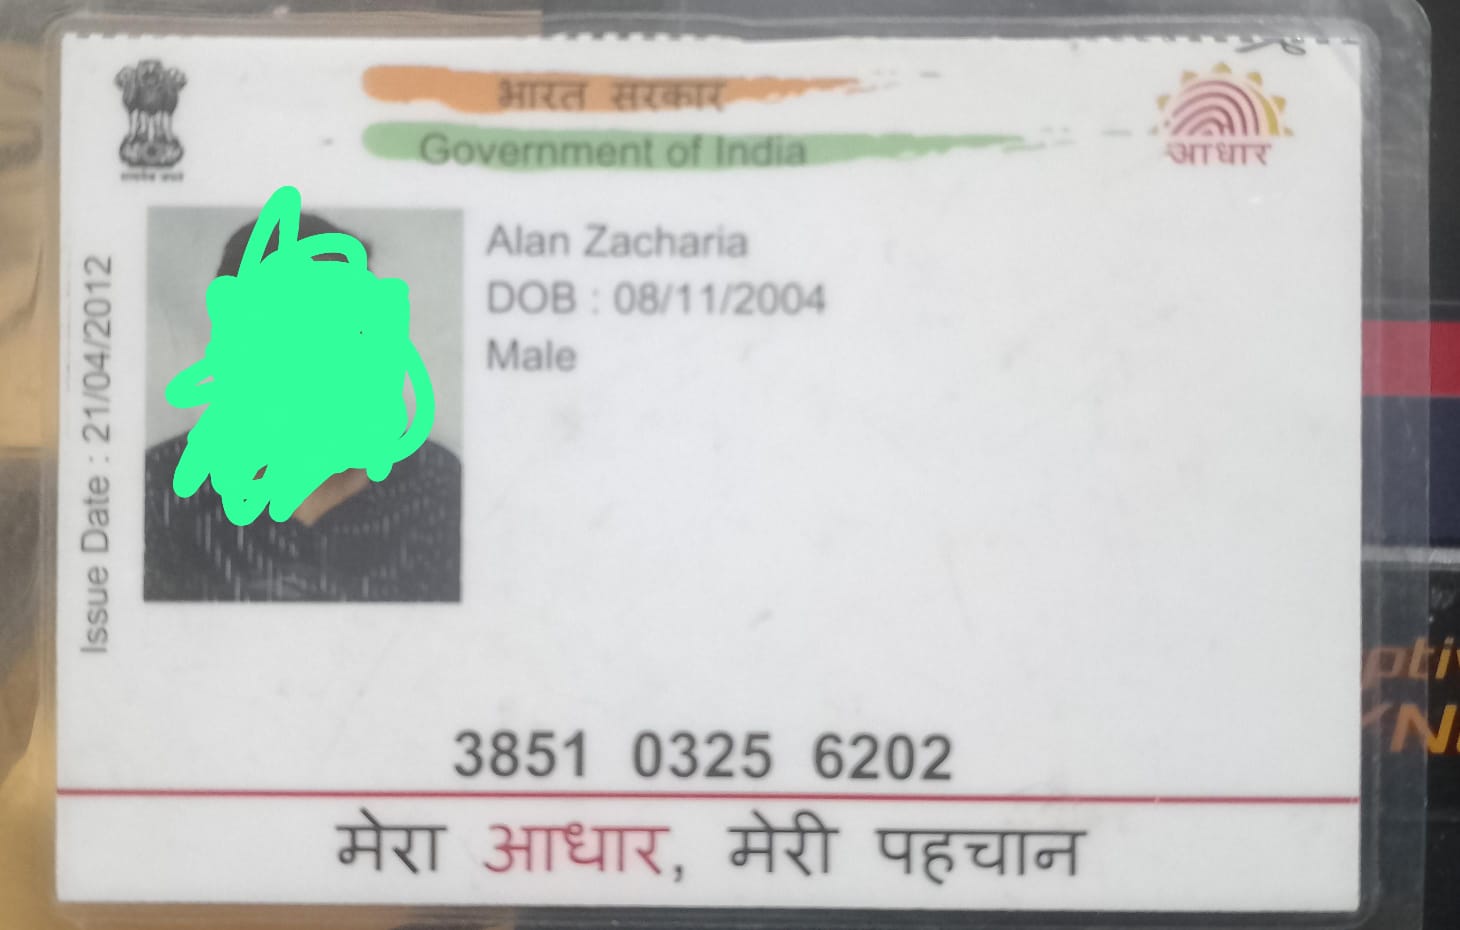 भारत सरकार
Government of India
आधार
Alan Zacharia
DOB : 08/11/2004
Male
Issue Date : 21/04/2012
3851 0325 6202
मेरा आधार, मेरी पहचान